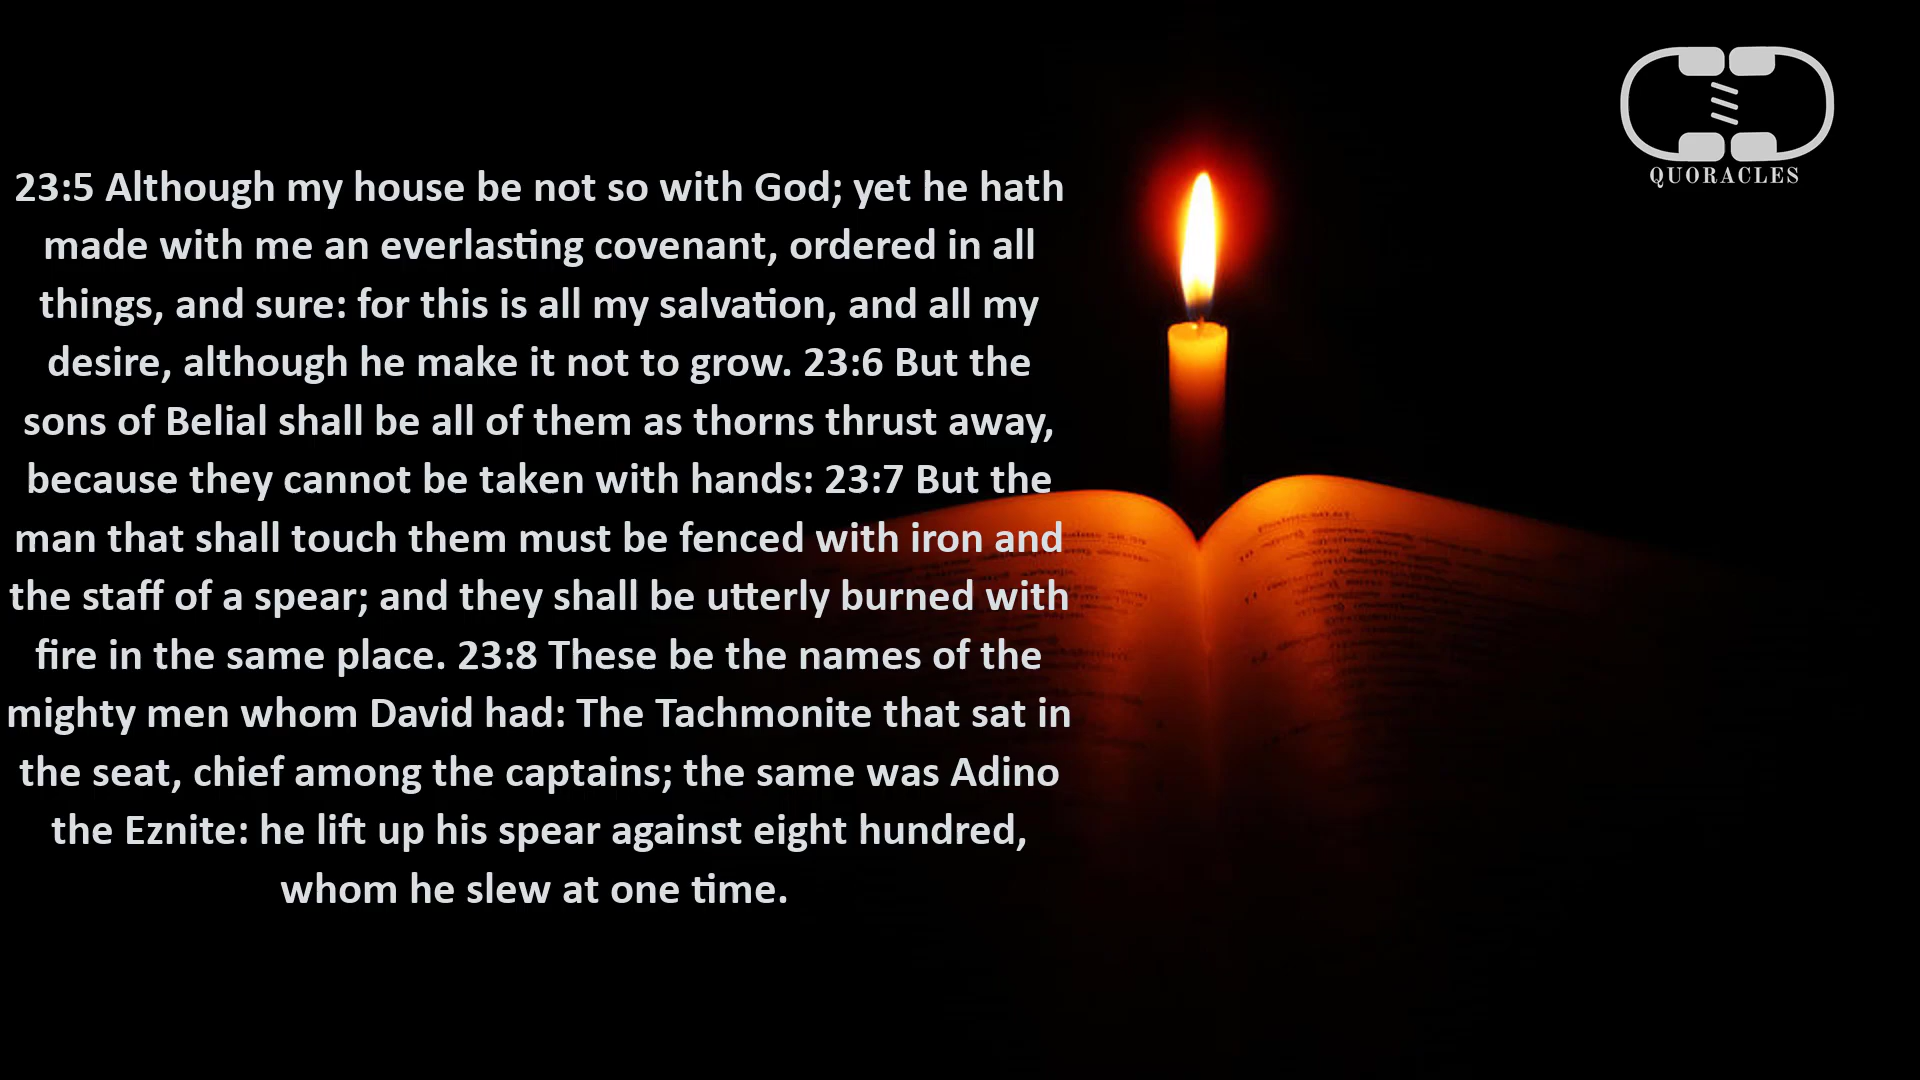 23:5 Although my house be not so with God; yet he hath
made with me an everlasting covenant, ordered in all
things, and sure: for this is all my salvation, and all my
desire, although he make it not to grow. 23:6 But the
sons of Belial shall be all of them as thorns thrust away,
because they cannot be taken with hands: 23:7 But the
man that shall touch them must be fenced with iron and
the staff of a spear; and they shall be utterly burned with
fire in the same place. 23:8 These be the names of the
mighty men whom David had: The Tachmonite that sat in
the seat, chief among the captains; the same was Adino
the Eznite: he lift up his spear against eight hundred,
whom he slew at one time.
QUORACLES